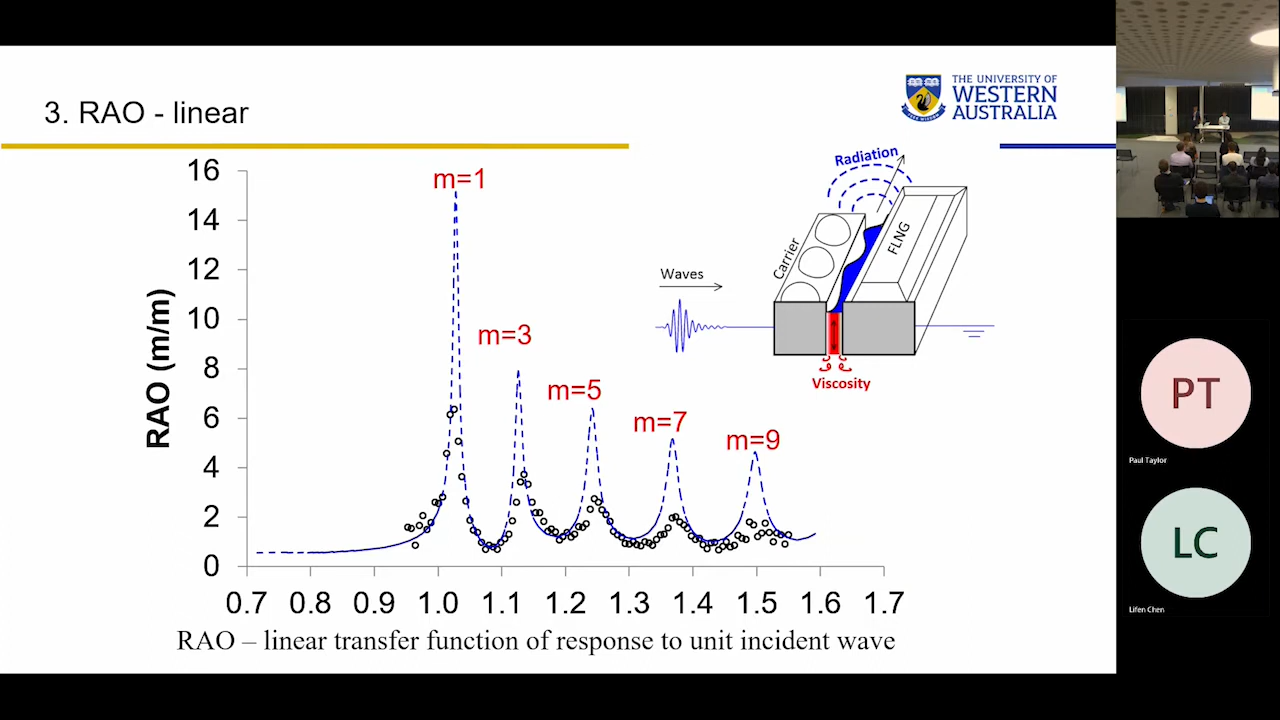 3. RAO - linear
THE UNIVERSITY OF
WESTERN
AUSTRALIA
16
14
12
10
8
6
4
2
0
RAO (m/m)
m=1
m=3
m=5
m=7
m=9
0.7 0.8 0.9 1.0 1.1 1.2 1.3 1.4 1.5 1.6 1.7
Radiation
Carrier
FLNG
Waves
Viscosity
RAO – linear transfer function of response to unit incident wave
PT
Paul Taylor
LC
Lifen Chen